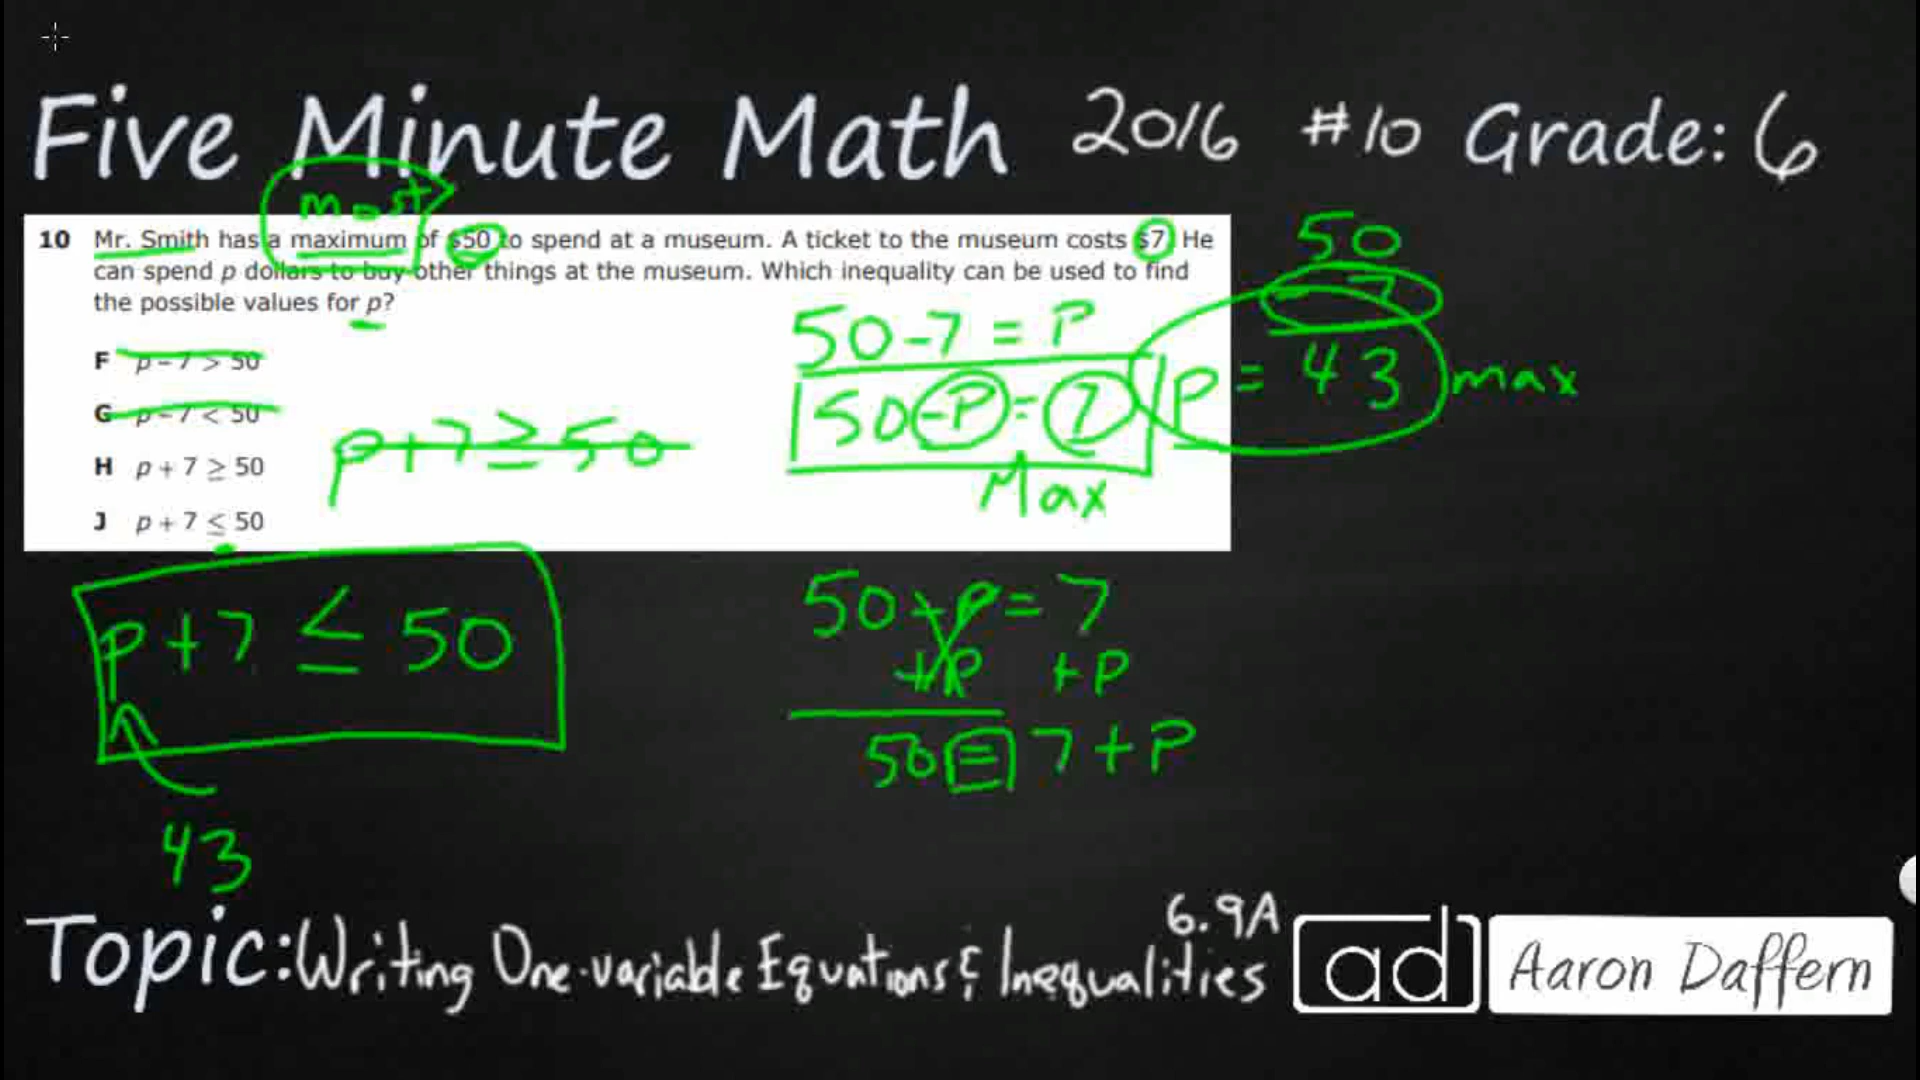 Five Minute Math 2016 #10 Grade: 6
most
10 Mr. Smith has a maximum of $50 to spend at a museum. A ticket to the museum costs $7. He
can spend p dollars to buy other things at the museum. Which inequality can be used to find
the possible values for p?
F p − 7 > 50
G p − 7 < 50
H p + 7 ≥ 50
J p + 7 ≤ 50
p+7 ≥ 50
50-7 = P
50-P = 7
Max
50
- 7
P = 43 max
p+7 ≤ 50
43
50 - p = 7
+P +P
50 = 7+P
6.9A
Topic: Writing One-variable Equations & Inequalities
ad Aaron Daffern